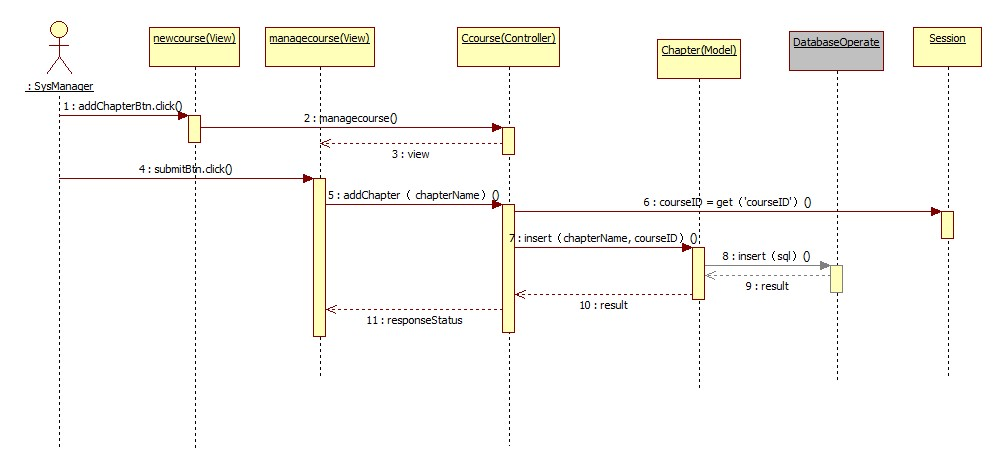 newcourse(View)
managecourse(View)
Ccourse(Controller)
Chapter(Model)
DatabaseOperate
Session
: SysManager
1 : addChapterBtn.click()
2 : managecourse()
3 : view
4 : submitBtn.click()
5 : addChapter（ chapterName）()
6 : courseID = get（'courseID'）()
7 : insert（chapterName, courseID）()
8 : insert（sql）()
9 : result
10 : result
11 : responseStatus